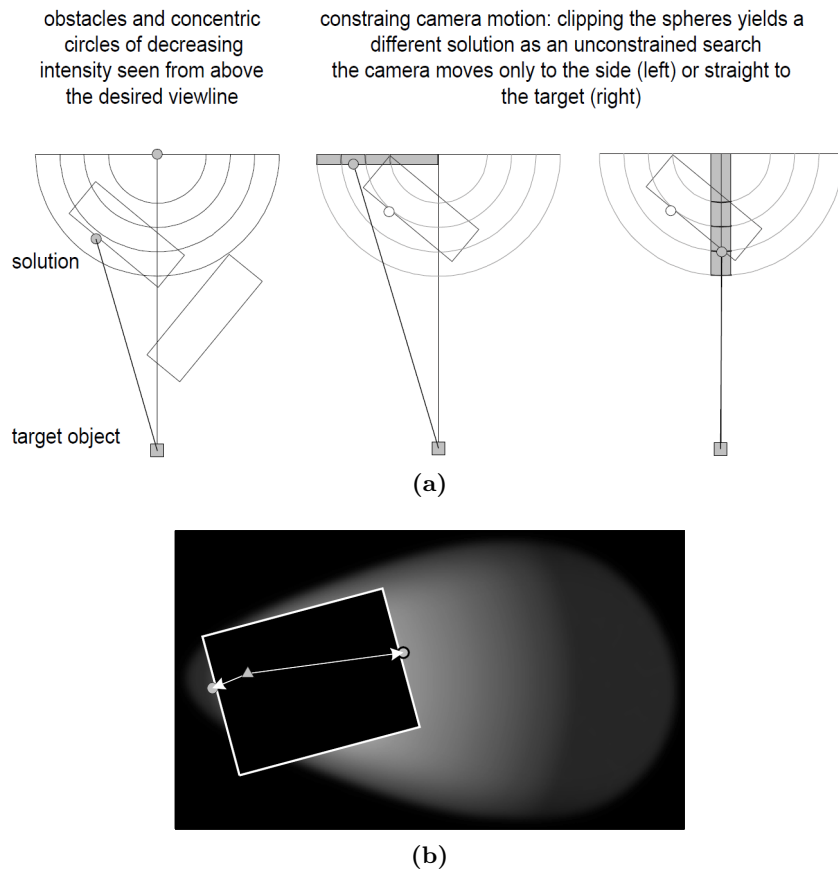 obstacles and concentric
circles of decreasing
intensity seen from above
the desired viewline
constraing camera motion: clipping the spheres yields a
different solution as an unconstrained search
the camera moves only to the side (left) or straight to
the target (right)
solution
target object
(a)
(b)